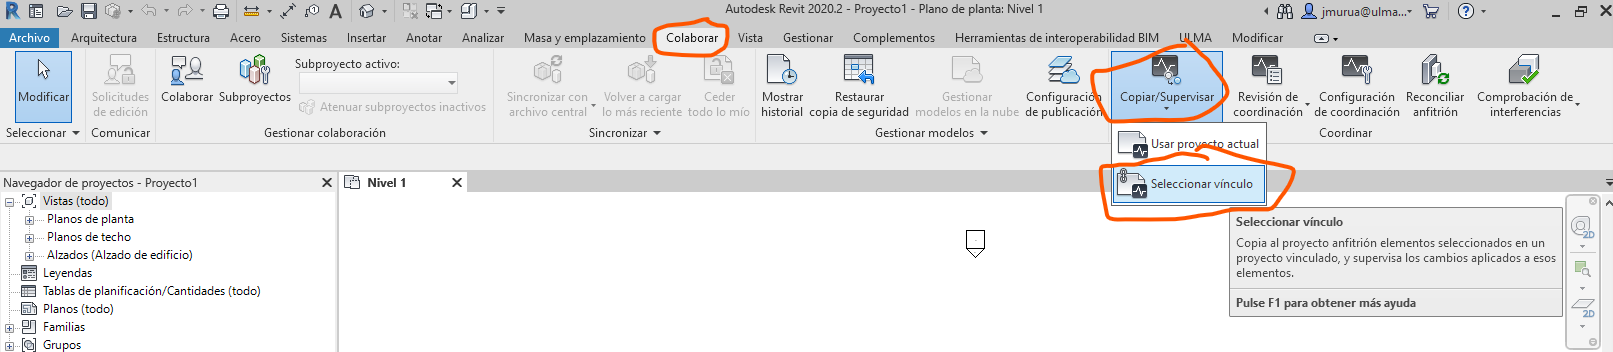 Autodesk Revit 2020.2 - Proyecto1 - Plano de planta: Nivel 1
jmurua@ulma...
Archivo Arquitectura Estructura Acero Sistemas Insertar Anotar Analizar Masa y emplazamiento Colaborar Vista Gestionar Complementos Herramientas de interoperabilidad BIM ULMA Modificar
Modificar
Solicitudes
de edición
Colaborar
Subproyectos
Subproyecto activo:
Atenuar subproyectos inactivos
Sincronizar con
archivo central
Volver a cargar
lo más reciente
Ceder
todo lo mío
Mostrar
historial
Restaurar
copia de seguridad
Gestionar
modelos en la nube
Configuración
de publicación
Copiar/Supervisar
Revisión de
coordinación
Configuración
de coordinación
Reconciliar
anfitrión
Comprobación de
interferencias
Seleccionar Comunicar Gestionar colaboración Sincronizar Gestionar modelos Coordinar
Usar proyecto actual
Seleccionar vínculo
Navegador de proyectos - Proyecto1
Nivel 1
Vistas (todo)
Planos de planta
Planos de techo
Alzados (Alzado de edificio)
Leyendas
Tablas de planificación/Cantidades (todo)
Planos (todo)
Familias
Grupos
Seleccionar vínculo
Copia al proyecto anfitrión elementos seleccionados en un
proyecto vinculado, y supervisa los cambios aplicados a esos
elementos.
Pulse F1 para obtener más ayuda
2D
2D